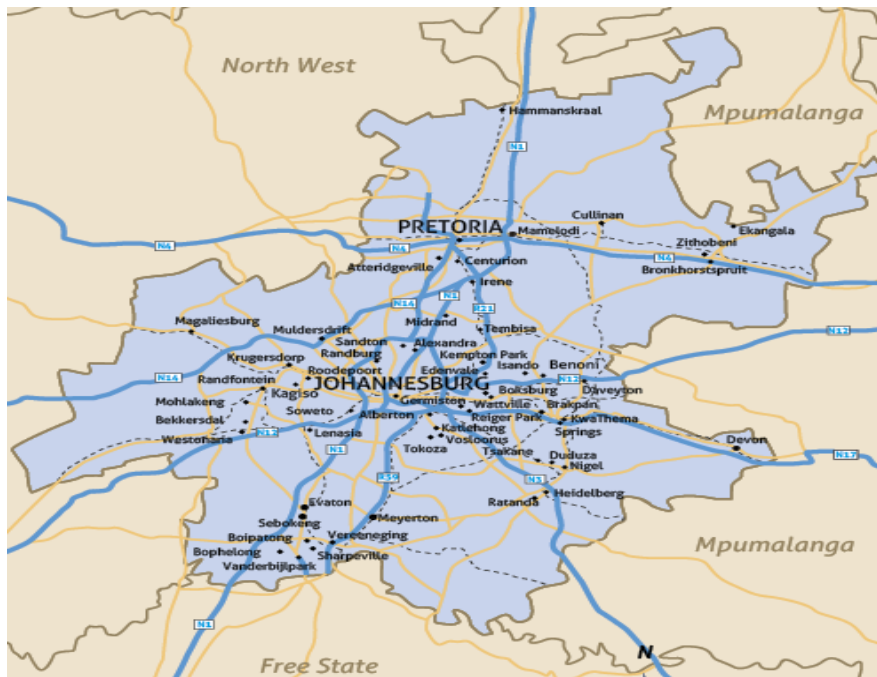 North West
Mpumalanga
Hammanskraal
N1
Cullinan
PRETORIA
Mamelodi
Ekangala
N4
N4
Zithobeni
N4
Atteridgeville
Centurion
Bronkhorstspruit
Irene
N1
N14
R21
Magaliesburg
Muldersdrift
Midrand
Tembisa
N12
Sandton
Alexandra
Randburg
Krugersdorp
Kempton Park
Roodepoort
Edenvale
Isando
Benoni
N14
Randfontein
JOHANNESBURG
N12
Kagiso
Boksburg
Daveyton
Mohlakeng
Germiston
Wattville
Brakpan
Soweto
Alberton
Reiger Park
KwaThema
Bekkersdal
Katlehong
Springs
Westonaria
N12
Lenasia
Vosloorus
Devon
Tokoza
N1
Tsakane
Duduza
N17
Nigel
R59
N3
Evaton
Ratanda
Heidelberg
Sebokeng
Meyerton
Boipatong
Vereeneging
Bophelong
Sharpeville
Mpumalanga
Vanderbijlpark
N1
N
Free State